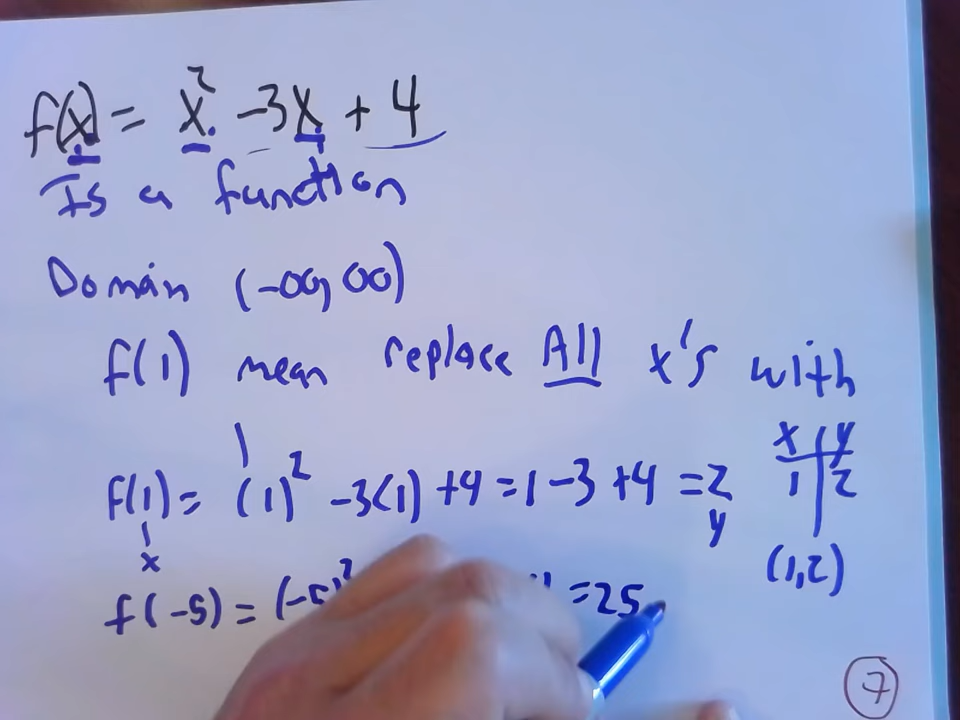 f(x) = x² - 3x + 4
Is a function
Domain (-∞, ∞)
f(1) mean replace All x's with
1
f(1) = (1)² - 3(1) + 4 = 1 - 3 + 4 = 2
x
y
x | y
1 | 2
(1,2)
f(-5) = (-5)² = 25
7